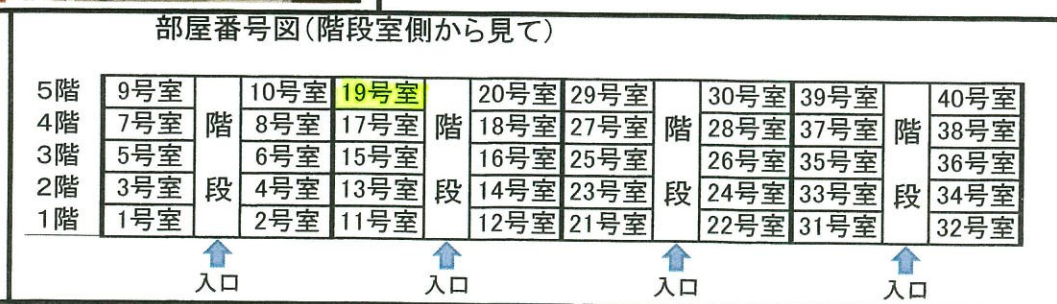 部屋番号図(階段室側から見て)
5階 9号室 10号室 19号室 20号室 29号室 30号室 39号室 40号室
4階 7号室 階 8号室 17号室 階 18号室 27号室 階 28号室 37号室 階 38号室
3階 5号室 6号室 15号室 16号室 25号室 26号室 35号室 36号室
2階 3号室 段 4号室 13号室 段 14号室 23号室 段 24号室 33号室 段 34号室
1階 1号室 2号室 11号室 12号室 21号室 22号室 31号室 32号室
入口 入口 入口 入口